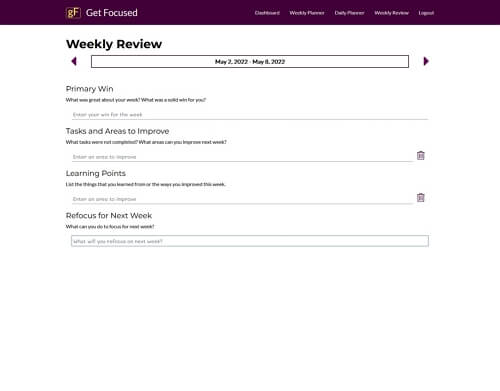 gF Get Focused Dashboard Weekly Planner Daily Planner Weekly Review Logout
Weekly Review
May 2, 2022 - May 8, 2022
Primary Win
What was great about your week? What was a solid win for you?
Enter your win for the week
Tasks and Areas to Improve
What tasks were not completed? What areas can you improve next week?
Enter an area to improve
Learning Points
List the things that you learned from or the ways you improved this week.
Enter an area to improve
Refocus for Next Week
What can you do to focus for next week?
What will you refocus on next week?